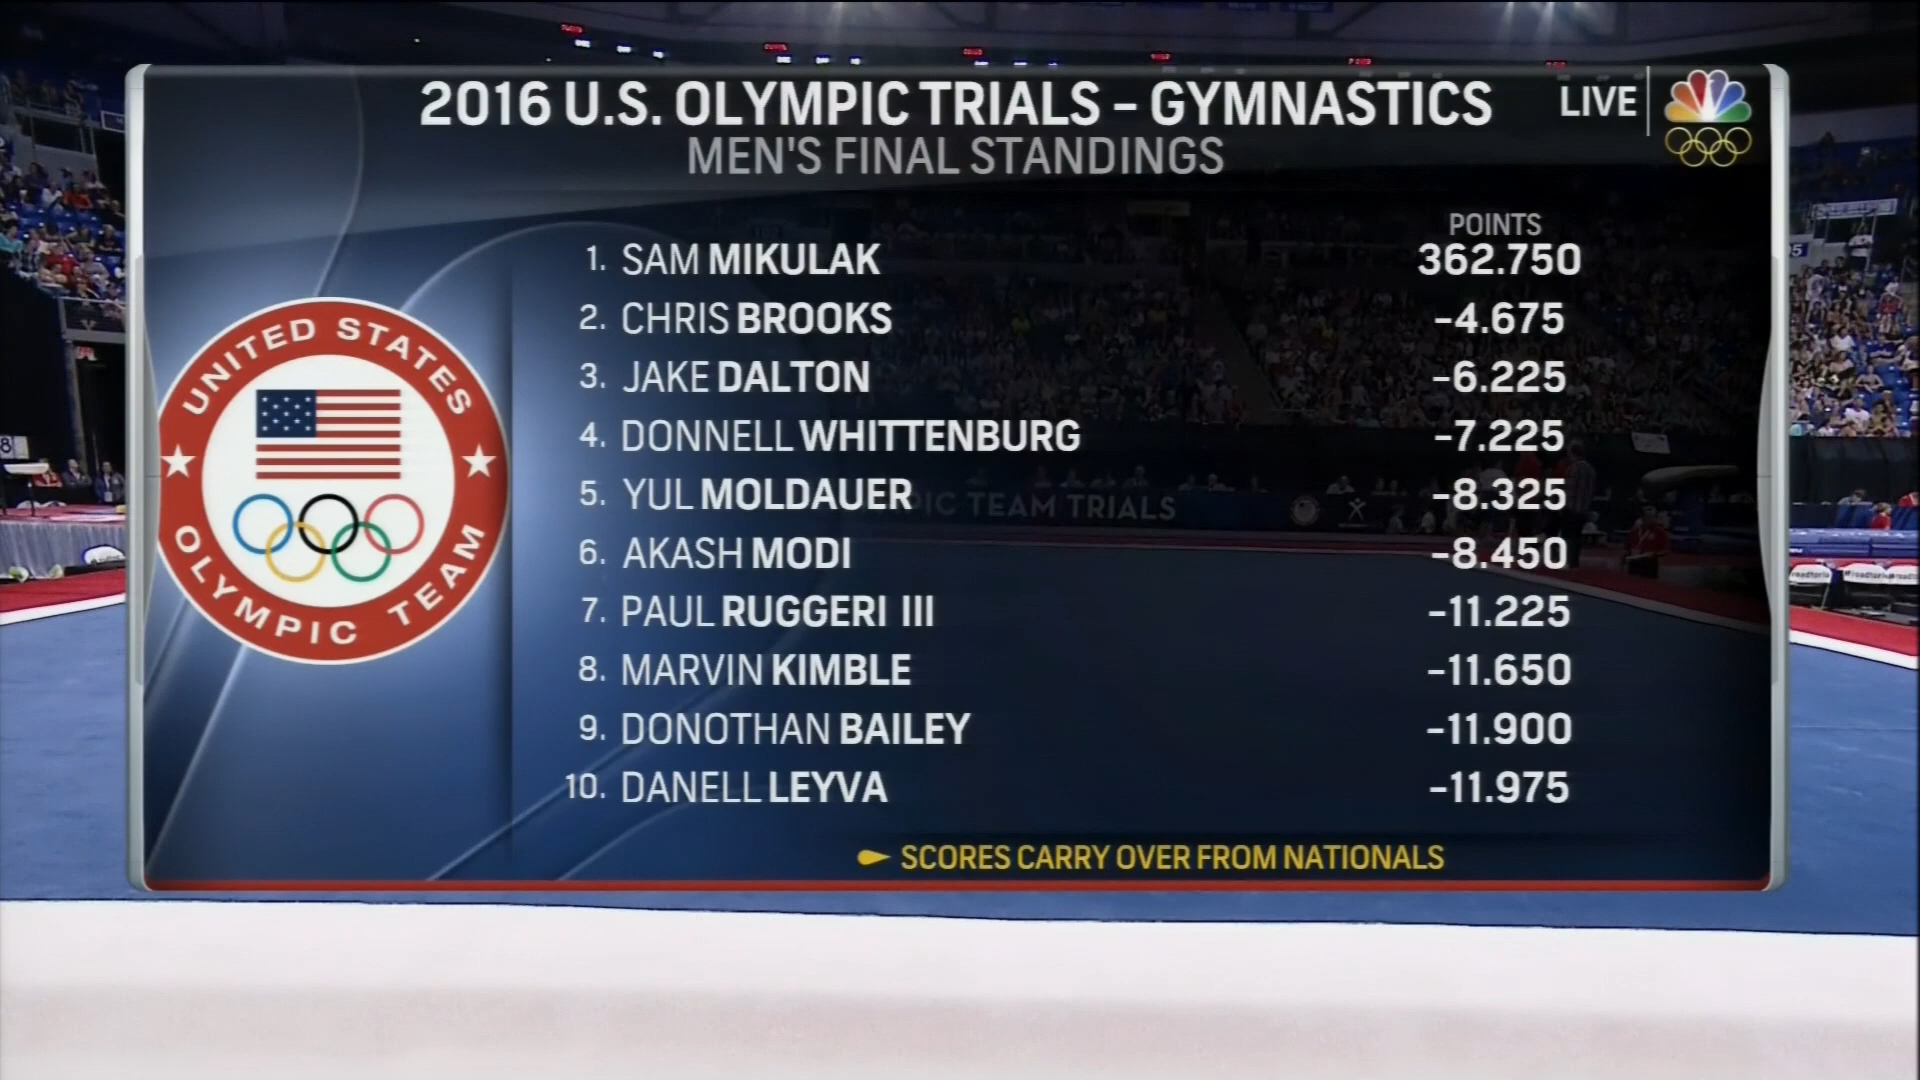 2016 U.S. OLYMPIC TRIALS – GYMNASTICS
LIVE
MEN'S FINAL STANDINGS
POINTS
1. SAM MIKULAK 362.750
2. CHRIS BROOKS -4.675
3. JAKE DALTON -6.225
4. DONNELL WHITTENBURG -7.225
5. YUL MOLDAUER -8.325
6. AKASH MODI -8.450
7. PAUL RUGGERI III -11.225
8. MARVIN KIMBLE -11.650
9. DONOTHAN BAILEY -11.900
10. DANELL LEYVA -11.975
SCORES CARRY OVER FROM NATIONALS
UNITED STATES
OLYMPIC TEAM
TEAM TRIALS